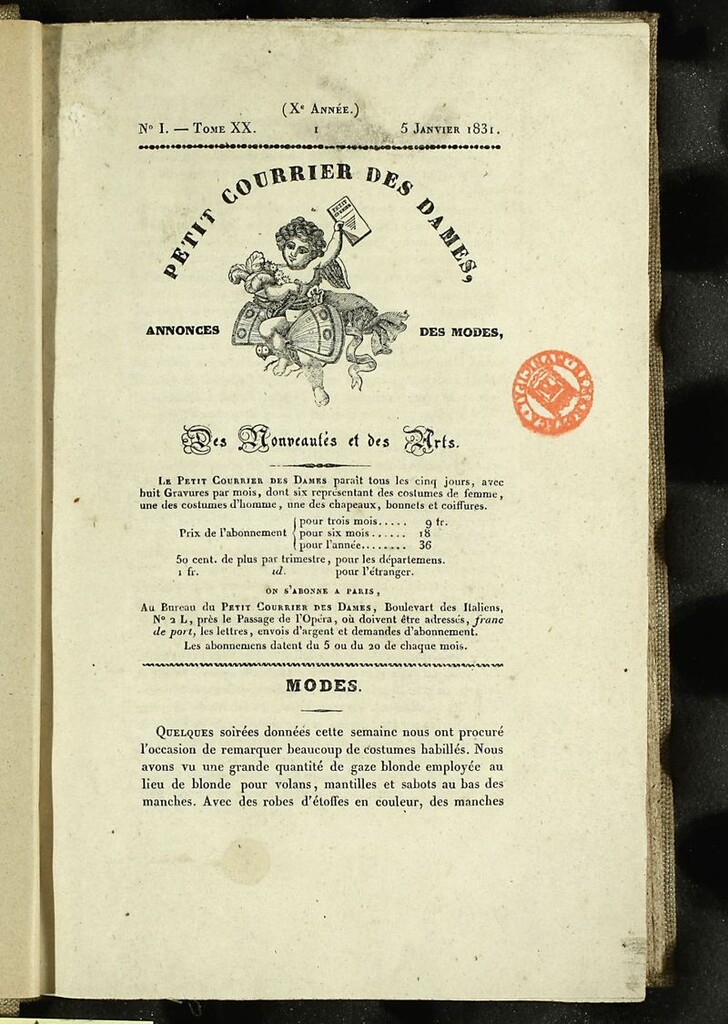 (Xe Année.)
No I. — Tome XX. 1 5 Janvier 1831.
PETIT COURRIER DES DAMES,
PETIT
ANNONCES DES MODES,
Des Nouveautés et des Arts.
Le Petit Courrier des Dames paraît tous les cinq jours, avec
huit Gravures par mois, dont six représentant des costumes de femme,
une des costumes d'homme, une des chapeaux, bonnets et coiffures.
Prix de l'abonnement
pour trois mois..... 9 fr.
pour six mois...... 18
pour l'année........ 36
50 cent. de plus par trimestre, pour les départemens.
1 fr. id. pour l'étranger.
ON S'ABONNE A PARIS,
Au Bureau du Petit Courrier des Dames, Boulevart des Italiens,
No 2 L, près le Passage de l'Opéra, où doivent être adressés, franc
de port, les lettres, envois d'argent et demandes d'abonnement.
Les abonnemens datent du 5 ou du 20 de chaque mois.
MODES.
Quelques soirées données cette semaine nous ont procuré
l'occasion de remarquer beaucoup de costumes habillés. Nous
avons vu une grande quantité de gaze blonde employée au
lieu de blonde pour volans, mantilles et sabots au bas des
manches. Avec des robes d'étoffes en couleur, des manches